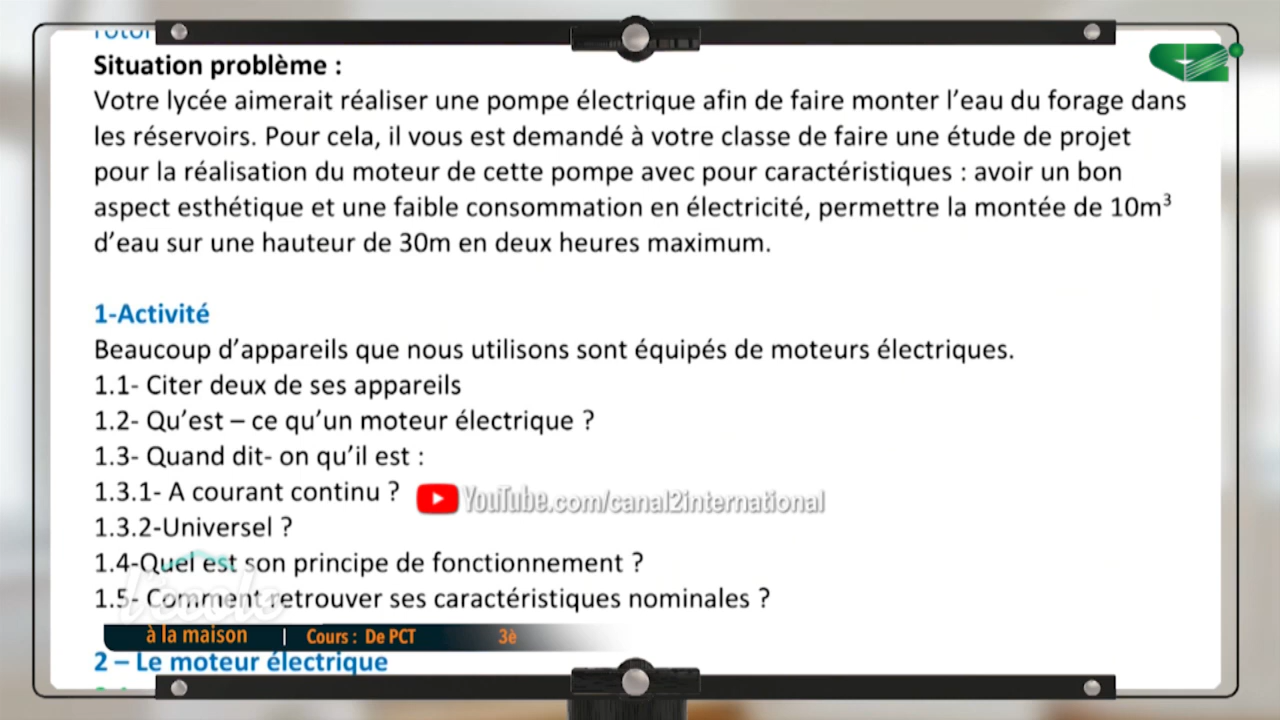 rotor
Situation problème :
Votre lycée aimerait réaliser une pompe électrique afin de faire monter l’eau du forage dans
les réservoirs. Pour cela, il vous est demandé à votre classe de faire une étude de projet
pour la réalisation du moteur de cette pompe avec pour caractéristiques : avoir un bon
aspect esthétique et une faible consommation en électricité, permettre la montée de 10m³
d’eau sur une hauteur de 30m en deux heures maximum.
1-Activité
Beaucoup d’appareils que nous utilisons sont équipés de moteurs électriques.
1.1- Citer deux de ses appareils
1.2- Qu’est – ce qu’un moteur électrique ?
1.3- Quand dit- on qu’il est :
1.3.1- A courant continu ?
YouTube.com/canal2international
1.3.2-Universel ?
1.4-Quel est son principe de fonctionnement ?
1.5- Comment retrouver ses caractéristiques nominales ?
l'école
à la maison | Cours : De PCT 3è
2 – Le moteur électrique